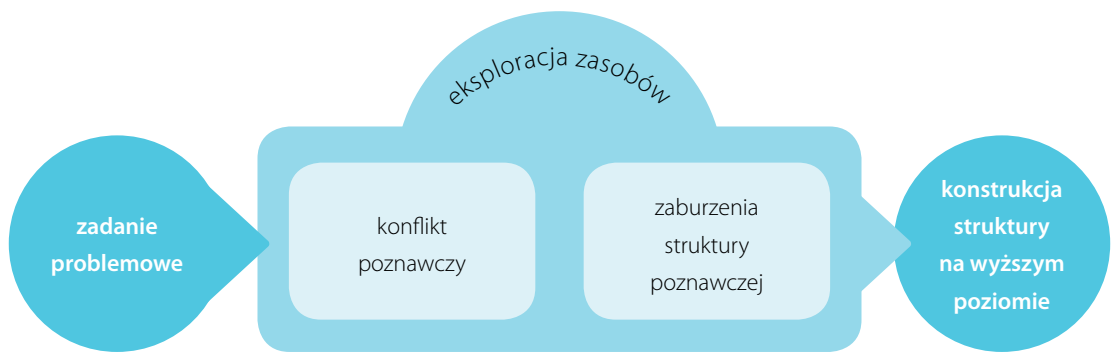 eksploracja zasobów
zadanie
problemowe
konflikt
poznawczy
zaburzenia
struktury
poznawczej
konstrukcja
struktury
na wyższym
poziomie